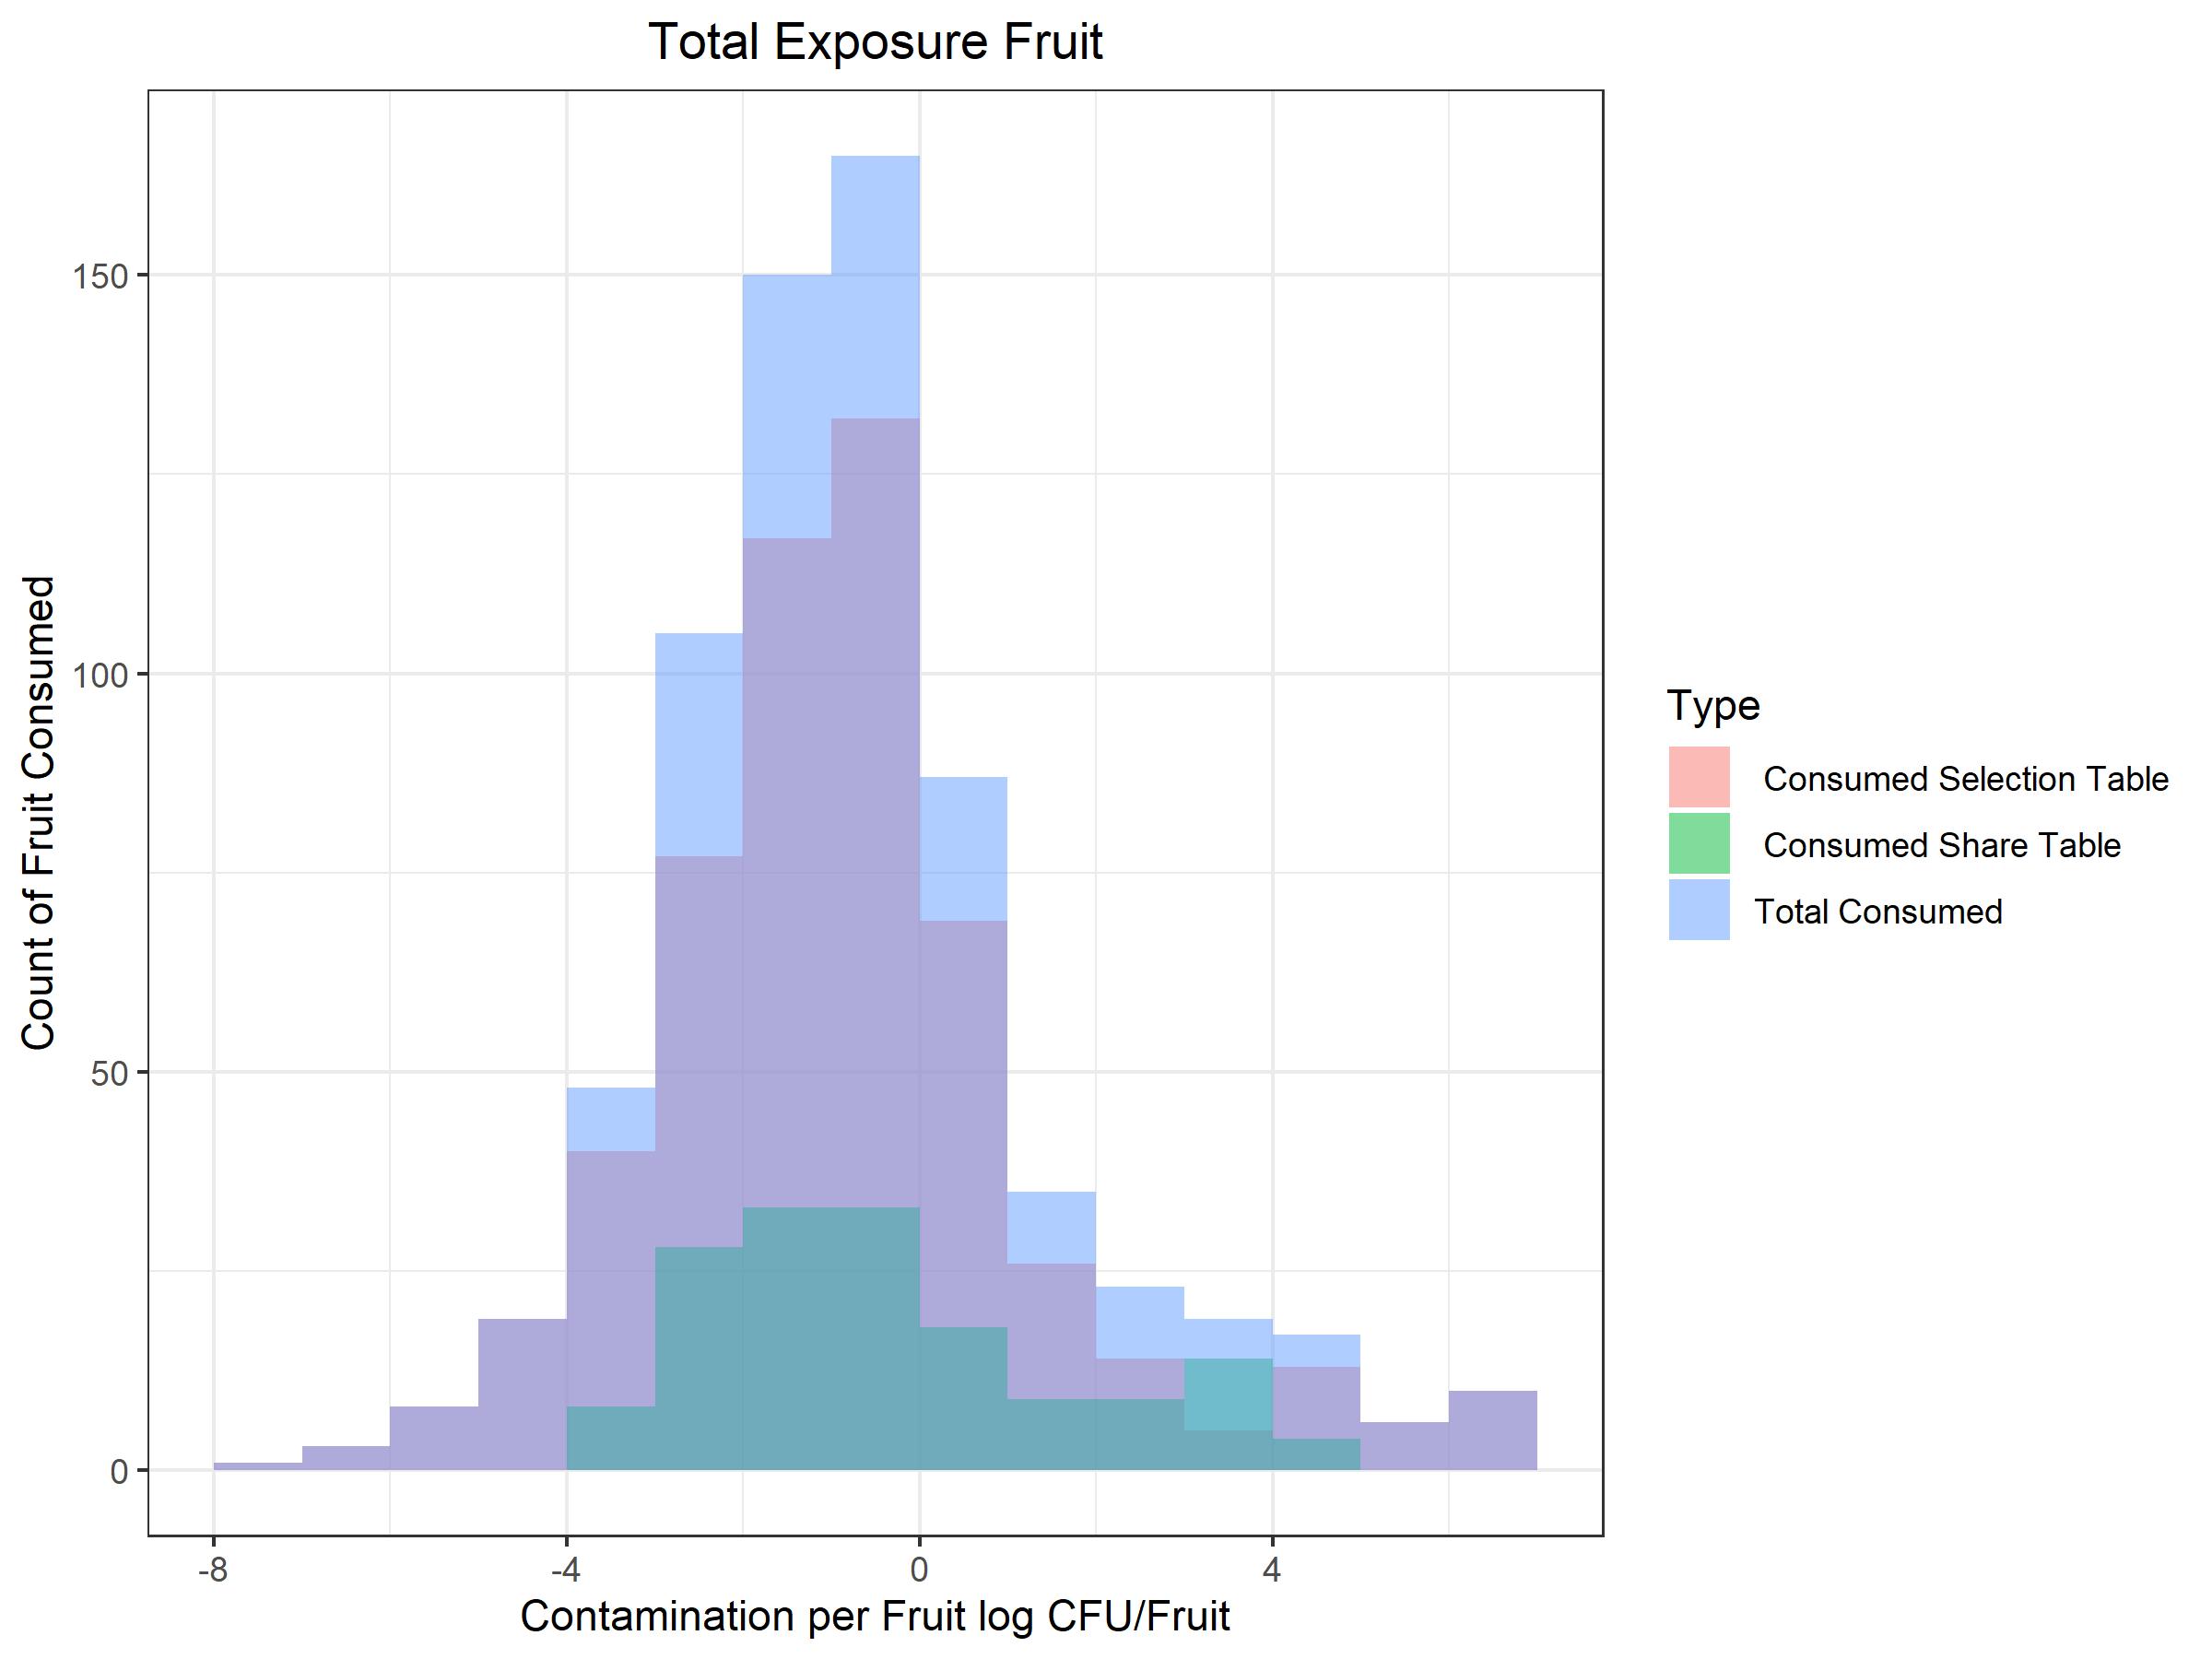 Total Exposure Fruit
150
100
50
0
Count of Fruit Consumed
-8
-4
0
4
Contamination per Fruit log CFU/Fruit
Type
Consumed Selection Table
Consumed Share Table
Total Consumed